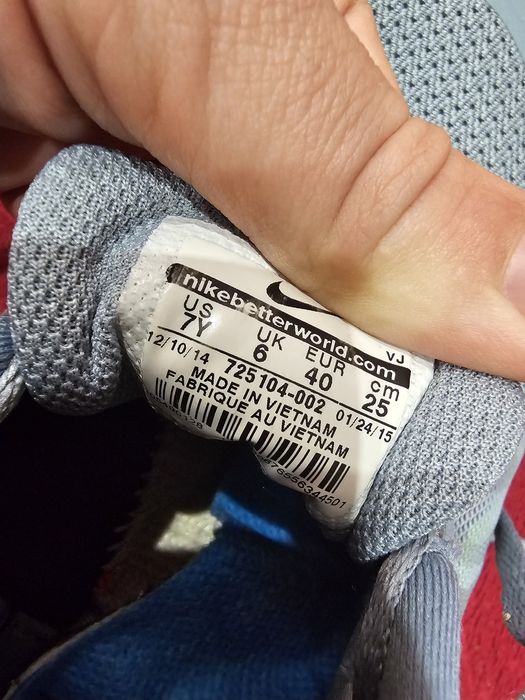 nikebetterworld.com
VJ
US UK EUR cm
7Y 6 40 25
12/10/14 725104-002 01/24/15
MADE IN VIETNAM
FABRIQUE AU VIETNAM